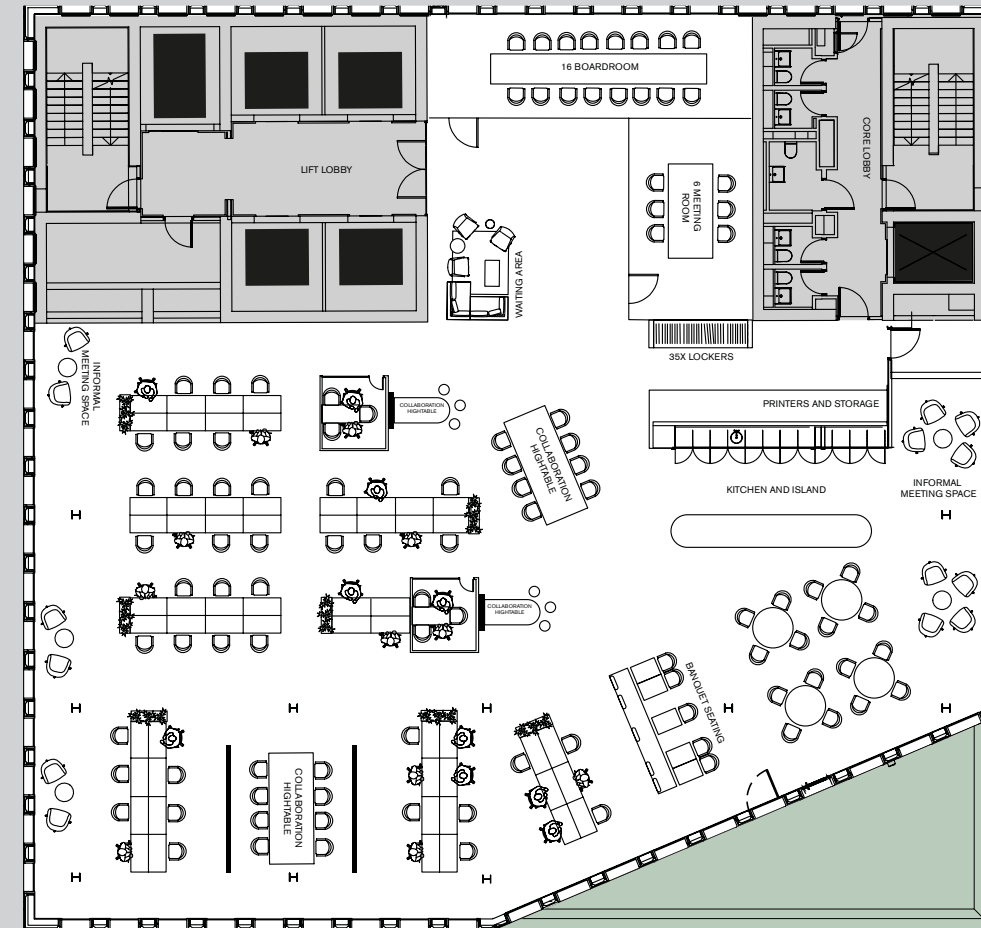 16 BOARDROOM
LIFT LOBBY
CORE LOBBY
6 MEETING
ROOM
WAITING AREA
35X LOCKERS
INFORMAL
MEETING SPACE
COLLABORATION
HIGHTABLE
PRINTERS AND STORAGE
COLLABORATION
HIGHTABLE
KITCHEN AND ISLAND
INFORMAL
MEETING SPACE
COLLABORATION
HIGHTABLE
BANQUET SEATING
COLLABORATION
HIGHTABLE